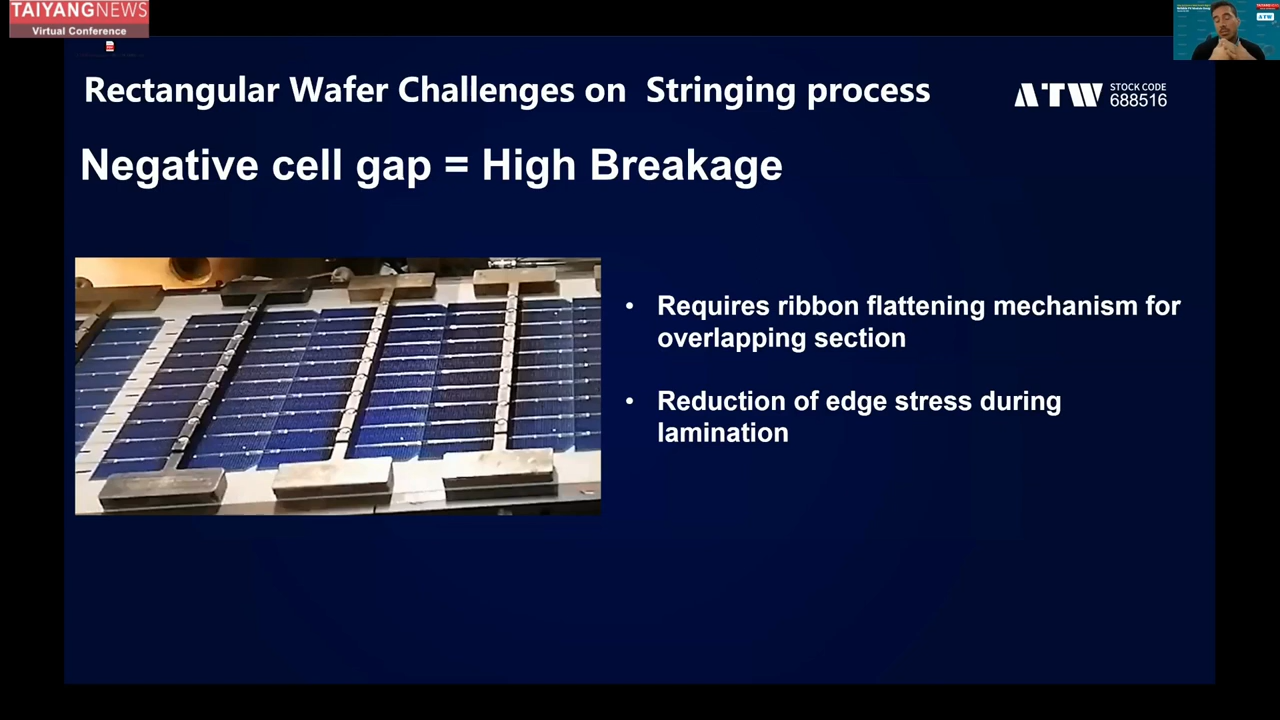 TAIYANGNEWS
Virtual Conference
Rectangular Wafer Challenges on Stringing process
ATW
STOCK CODE
688516
Negative cell gap = High Breakage
• Requires ribbon flattening mechanism for
overlapping section
• Reduction of edge stress during
lamination